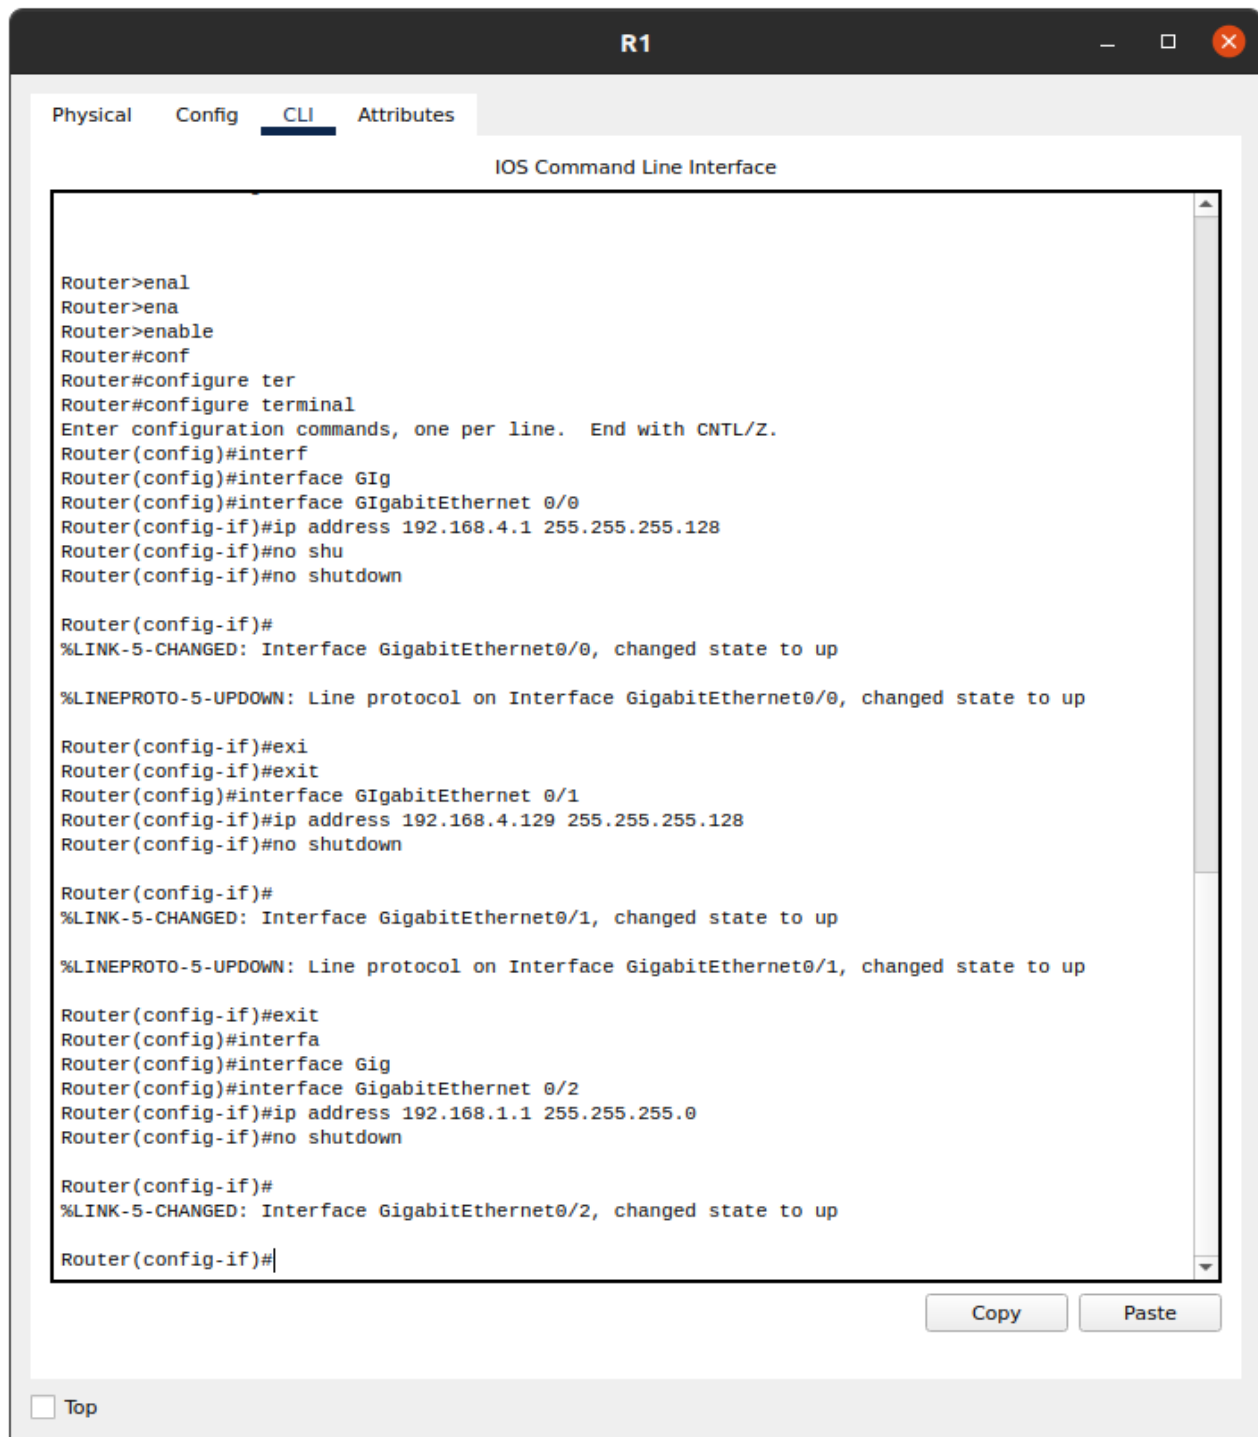 R1
Physical Config CLI Attributes
IOS Command Line Interface
Router>enal
Router>ena
Router>enable
Router#conf
Router#configure ter
Router#configure terminal
Enter configuration commands, one per line.  End with CNTL/Z.
Router(config)#interf
Router(config)#interface GIg
Router(config)#interface GIgabitEthernet 0/0
Router(config-if)#ip address 192.168.4.1 255.255.255.128
Router(config-if)#no shu
Router(config-if)#no shutdown
Router(config-if)#
%LINK-5-CHANGED: Interface GigabitEthernet0/0, changed state to up
%LINEPROTO-5-UPDOWN: Line protocol on Interface GigabitEthernet0/0, changed state to up
Router(config-if)#exi
Router(config-if)#exit
Router(config)#interface GIgabitEthernet 0/1
Router(config-if)#ip address 192.168.4.129 255.255.255.128
Router(config-if)#no shutdown
Router(config-if)#
%LINK-5-CHANGED: Interface GigabitEthernet0/1, changed state to up
%LINEPROTO-5-UPDOWN: Line protocol on Interface GigabitEthernet0/1, changed state to up
Router(config-if)#exit
Router(config)#interfa
Router(config)#interface Gig
Router(config)#interface GigabitEthernet 0/2
Router(config-if)#ip address 192.168.1.1 255.255.255.0
Router(config-if)#no shutdown
Router(config-if)#
%LINK-5-CHANGED: Interface GigabitEthernet0/2, changed state to up
Router(config-if)#
Copy Paste
Top